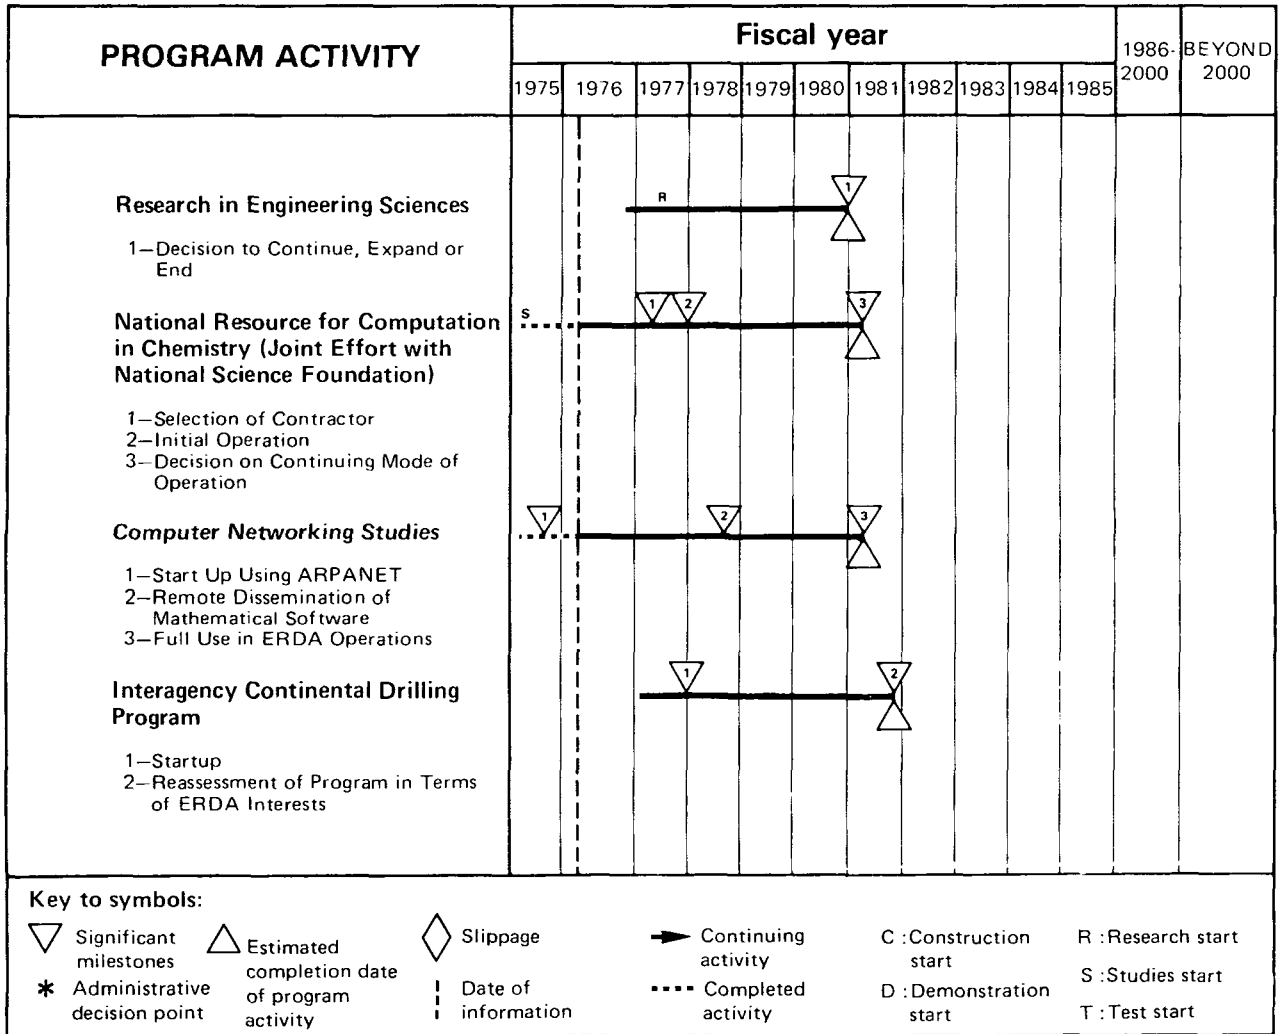 PROGRAM ACTIVITY
Fiscal year
1975 1976 1977 1978 1979 1980 1981 1982 1983 1984 1985
1986-
2000
BEYOND
2000
Research in Engineering Sciences
R
1
1—Decision to Continue, Expand or
End
National Resource for Computation
in Chemistry (Joint Effort with
National Science Foundation)
S
1 2 3
1—Selection of Contractor
2—Initial Operation
3—Decision on Continuing Mode of
Operation
Computer Networking Studies
1 2 3
1—Start Up Using ARPANET
2—Remote Dissemination of
Mathematical Software
3—Full Use in ERDA Operations
Interagency Continental Drilling
Program
1 2
1—Startup
2—Reassessment of Program in Terms
of ERDA Interests
Key to symbols:
Significant
milestones
* Administrative
decision point
Estimated
completion date
of program
activity
Slippage
Date of
information
Continuing
activity
Completed
activity
C : Construction
start
D : Demonstration
start
R : Research start
S : Studies start
T : Test start